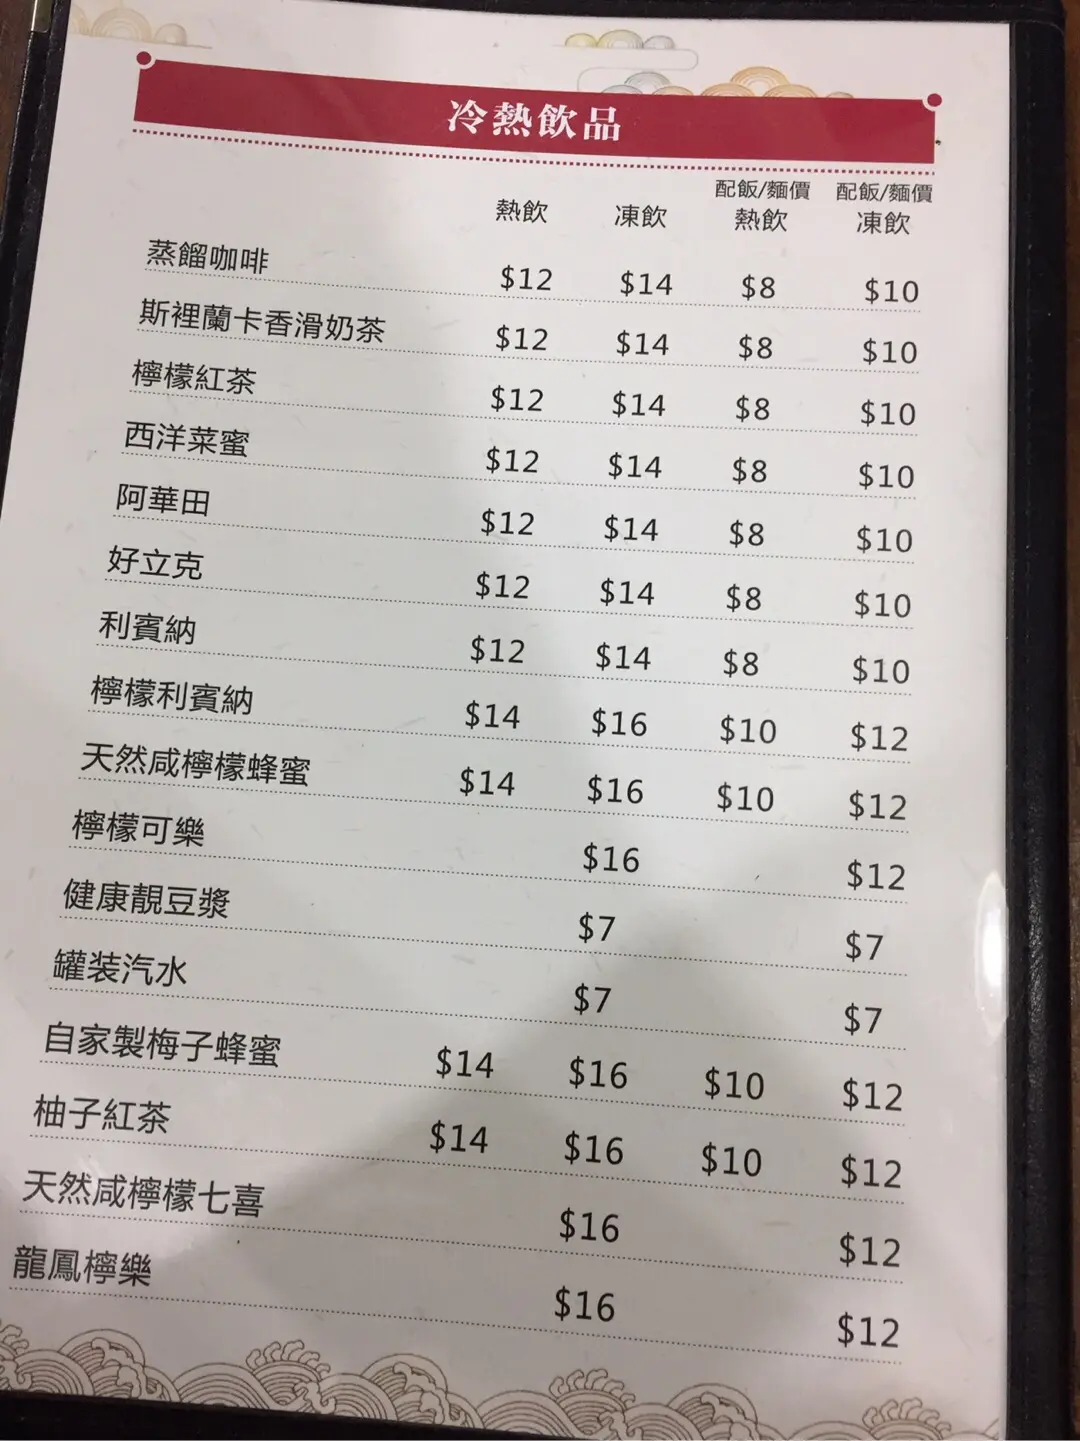 冷熱飲品
配飯/麵價 配飯/麵價
熱飲 凍飲 熱飲 凍飲
蒸餾咖啡 $12 $14 $8 $10
斯裡蘭卡香滑奶茶 $12 $14 $8 $10
檸檬紅茶 $12 $14 $8 $10
西洋菜蜜 $12 $14 $8 $10
阿華田 $12 $14 $8 $10
好立克 $12 $14 $8 $10
利賓納 $12 $14 $8 $10
檸檬利賓納 $14 $16 $10 $12
天然咸檸檬蜂蜜 $14 $16 $10 $12
檸檬可樂 $16 $12
健康靚豆漿 $7 $7
罐装汽水 $7 $7
自家製梅子蜂蜜 $14 $16 $10 $12
柚子紅茶 $14 $16 $10 $12
天然咸檸檬七喜 $16 $12
龍鳳檸樂 $16 $12